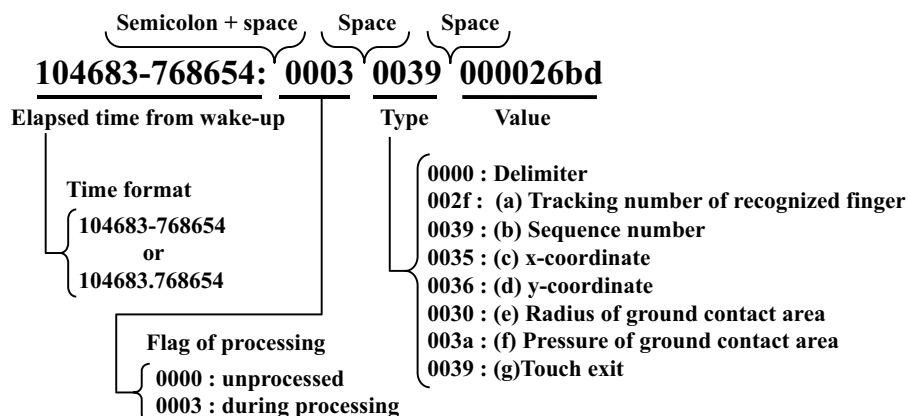 Semicolon + space Space Space
104683-768654: 0003 0039 000026bd
Elapsed time from wake-up Type Value
Time format
104683-768654
or
104683.768654
Flag of processing
0000 : unprocessed
0003 : during processing
0000 : Delimiter
002f : (a) Tracking number of recognized finger
0039 : (b) Sequence number
0035 : (c) x-coordinate
0036 : (d) y-coordinate
0030 : (e) Radius of ground contact area
003a : (f) Pressure of ground contact area
0039 : (g)Touch exit